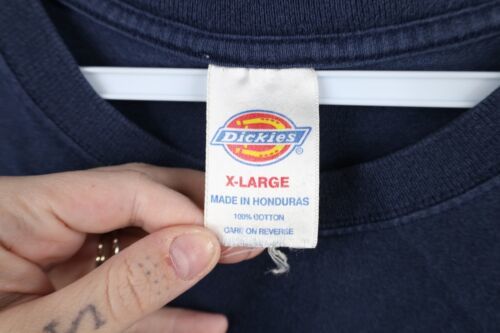 Dickies®
X-LARGE
MADE IN HONDURAS
100% COTTON
CARE ON REVERSE